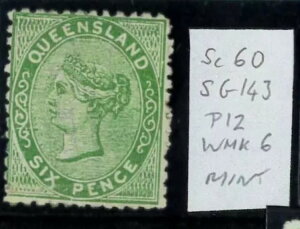 QUEENSLAND
SIX PENCE
Sc 60
SG 143
P12
WMK 6
MINT